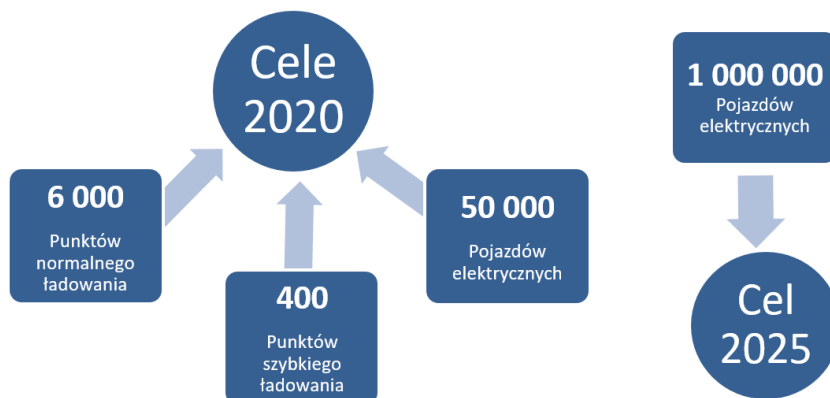 Cele
2020
6 000
Punktów
normalnego
ładowania
400
Punktów
szybkiego
ładowania
50 000
Pojazdów
elektrycznych
1 000 000
Pojazdów
elektrycznych
Cel
2025